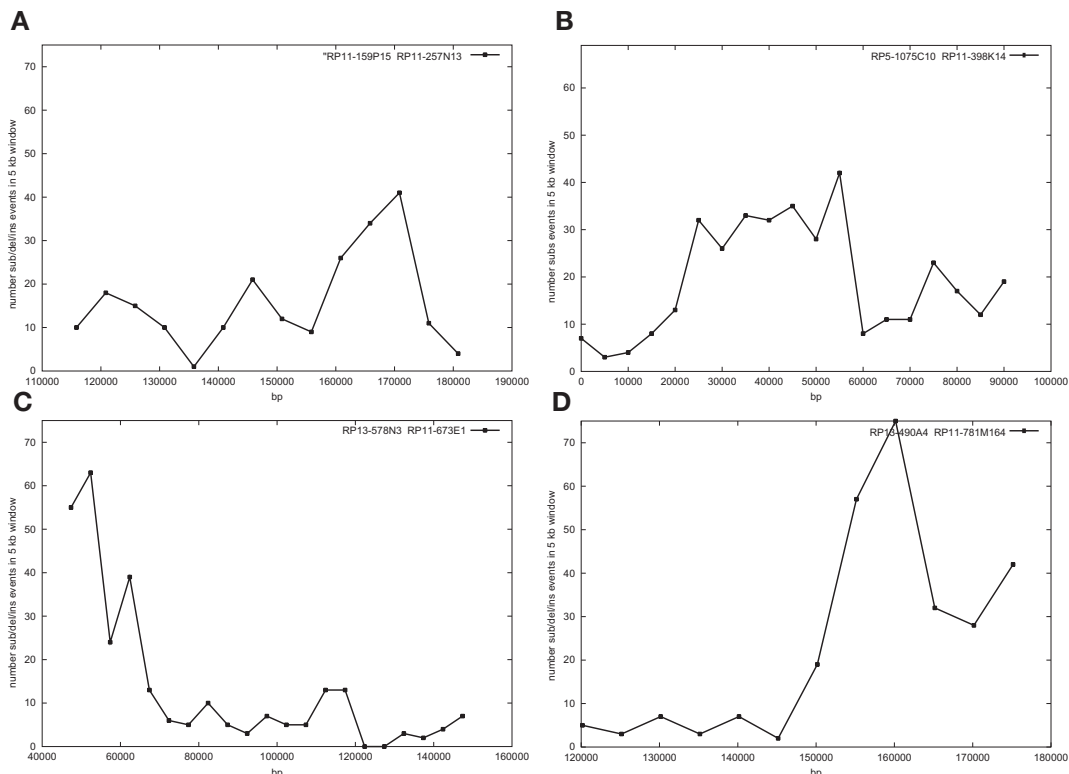 A
"RP11-159P15 RP11-257N13
number sub/del/ins events in 5 kb window
70
60
50
40
30
20
10
0
110000 120000 130000 140000 150000 160000 170000 180000 190000
bp
B
RP5-1075C10 RP11-398K14
number subs events in 5 kb window
60
50
40
30
20
10
0
0 10000 20000 30000 40000 50000 60000 70000 80000 90000 100000
bp
C
RP13-578N3 RP11-673E1
number sub/del/ins events in 5 kb window
70
60
50
40
30
20
10
0
40000 60000 80000 100000 120000 140000 160000
bp
D
RP13-490A4 RP11-781M164
number sub/del/ins events in 5 kb window
70
60
50
40
30
20
10
0
120000 130000 140000 150000 160000 170000 180000
bp